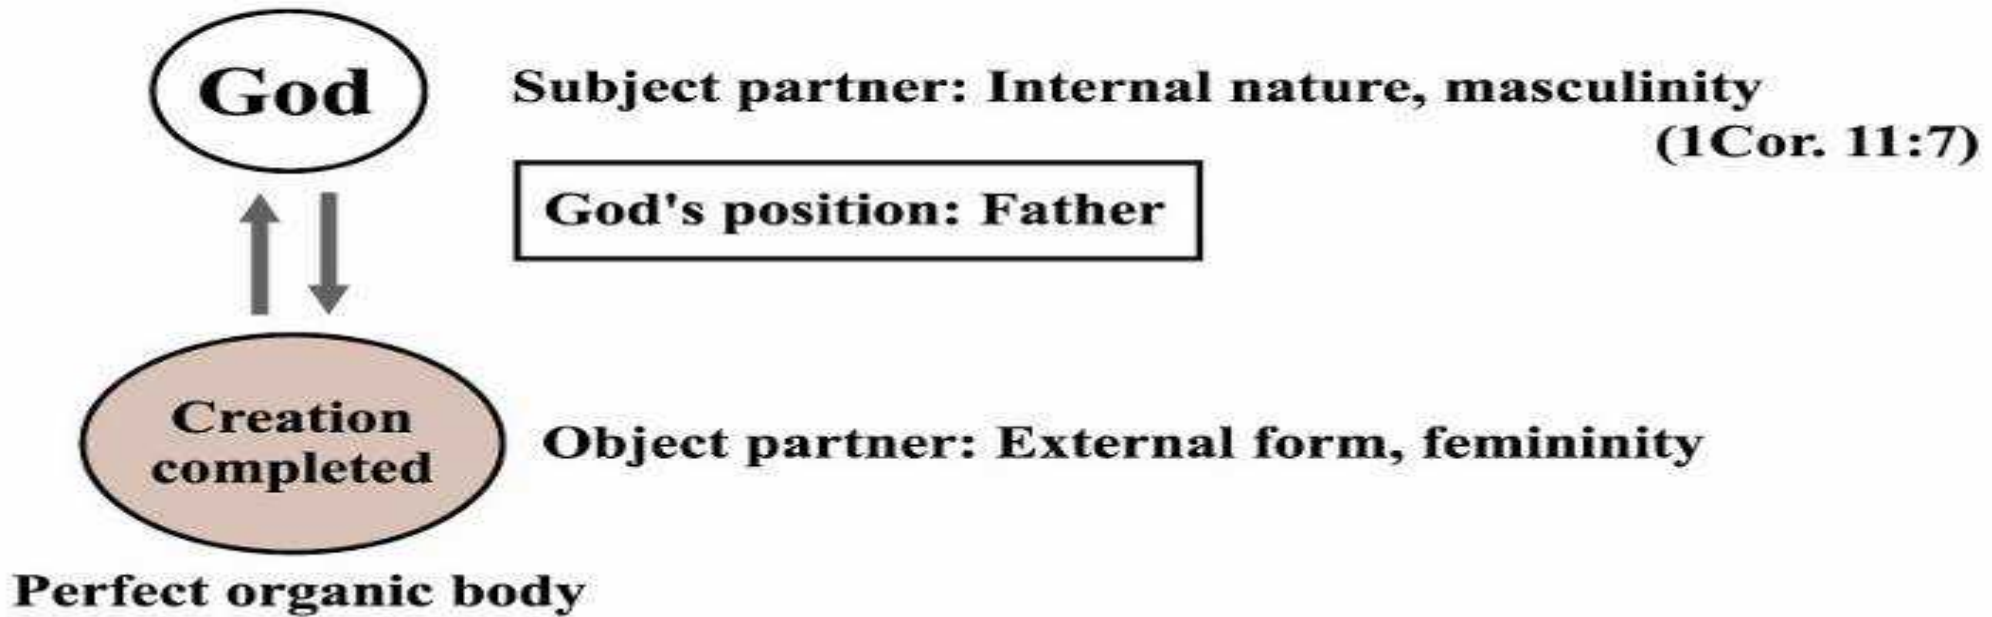 God
Subject partner: Internal nature, masculinity
(1Cor. 11:7)
God's position: Father
Creation
completed
Object partner: External form, femininity
Perfect organic body